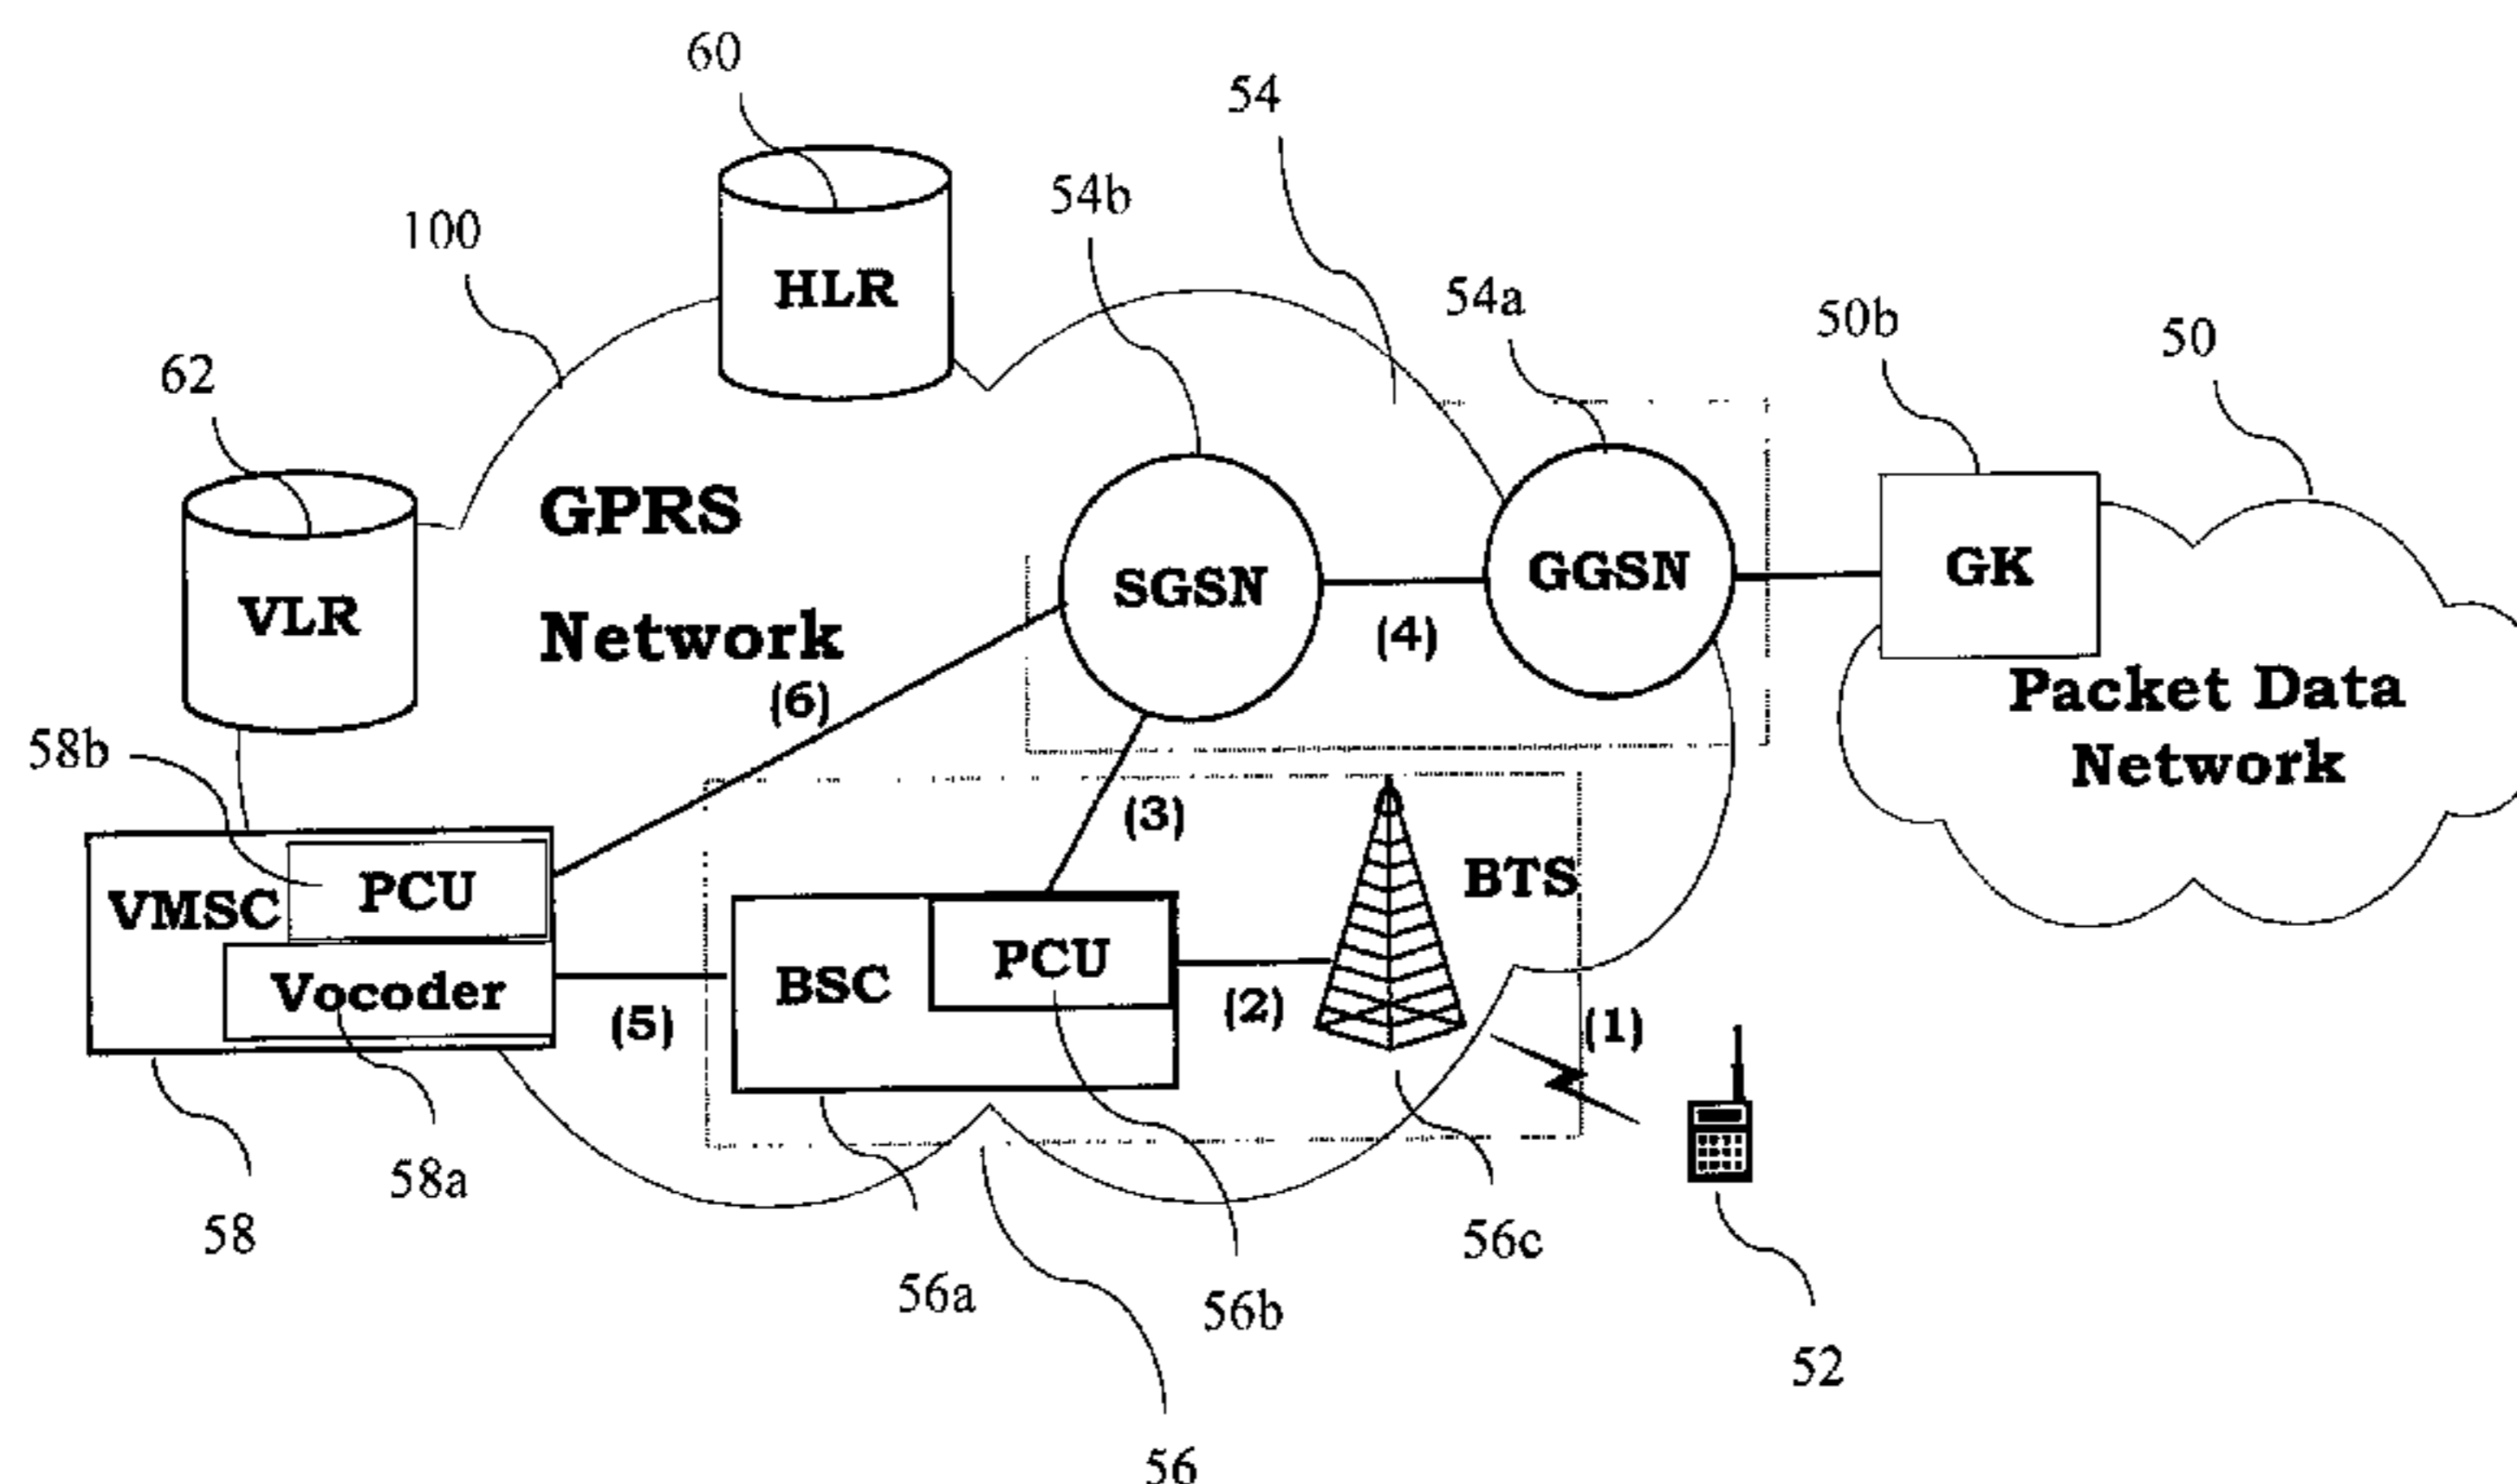 60
54
54b
100
54a
50b
50
HLR
62
GPRS
Network
SGSN
GGSN
GK
VLR
(4)
Packet Data
Network
(6)
58b
(3)
BTS
VMSC
PCU
Vocoder
BSC
PCU
(5)
(2)
(1)
58a
58
56a
56b
56c
52
56